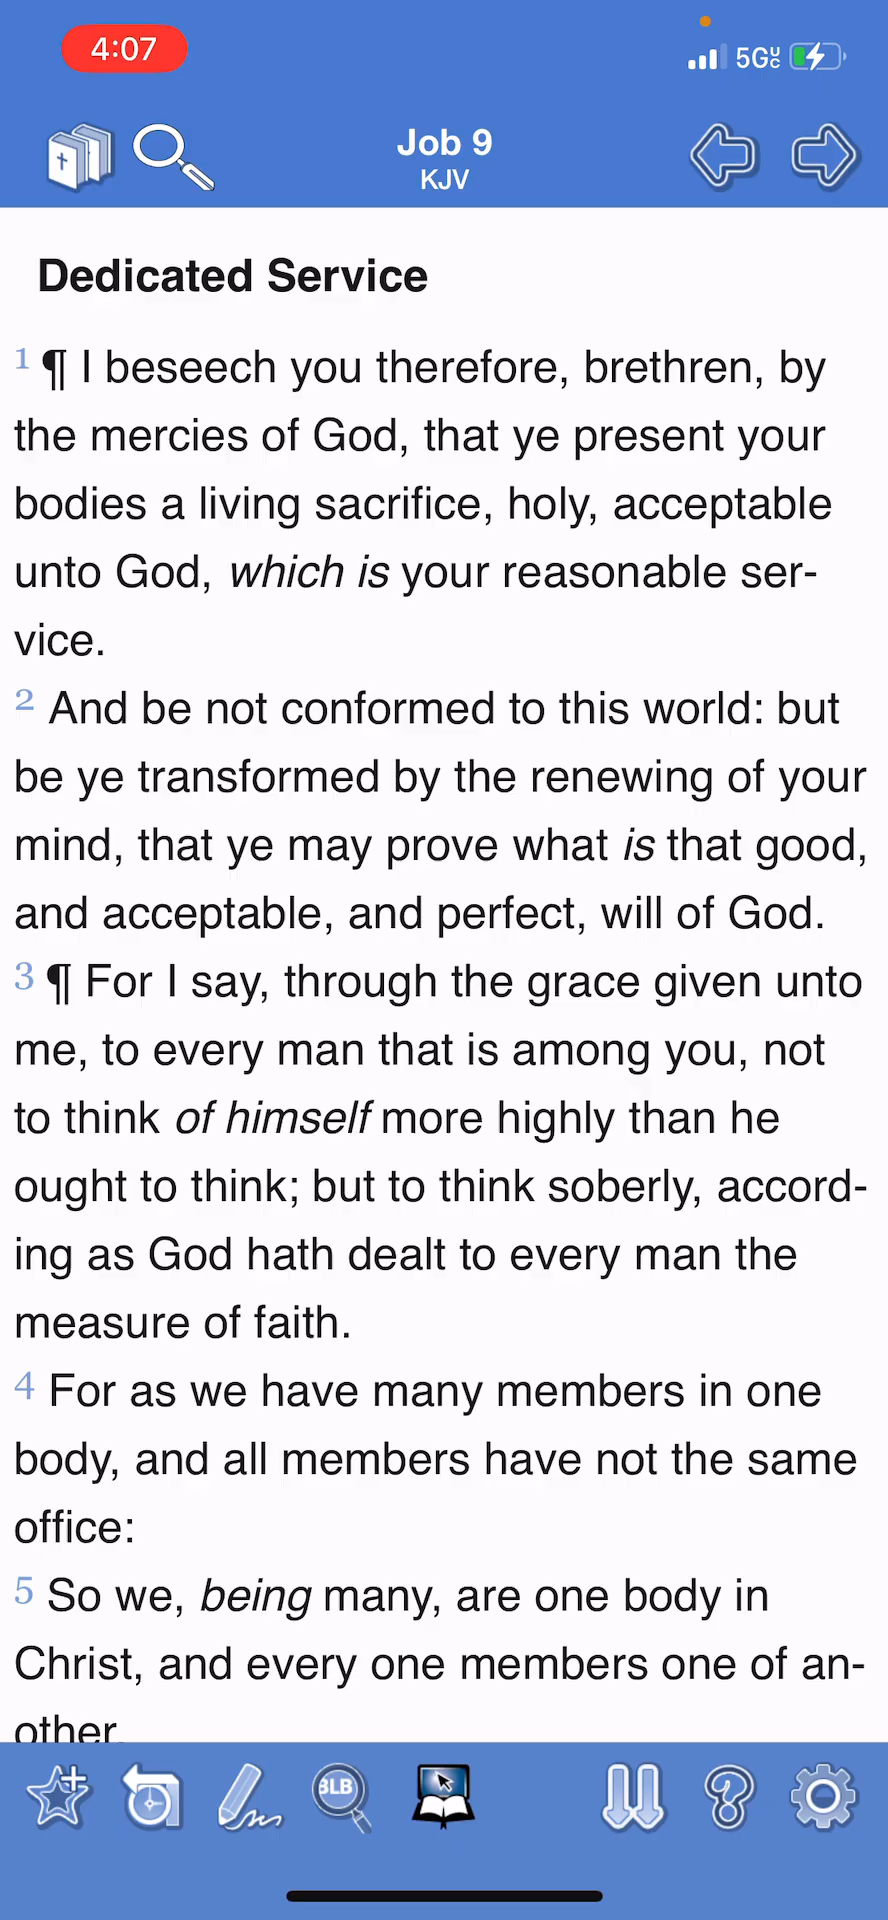 4:07
5GUC
Job 9
KJV
Dedicated Service
1 ¶ I beseech you therefore, brethren, by
the mercies of God, that ye present your
bodies a living sacrifice, holy, acceptable
unto God, which is your reasonable ser-
vice.
2 And be not conformed to this world: but
be ye transformed by the renewing of your
mind, that ye may prove what is that good,
and acceptable, and perfect, will of God.
3 ¶ For I say, through the grace given unto
me, to every man that is among you, not
to think of himself more highly than he
ought to think; but to think soberly, accord-
ing as God hath dealt to every man the
measure of faith.
4 For as we have many members in one
body, and all members have not the same
office:
5 So we, being many, are one body in
Christ, and every one members one of an-
other.
BLB